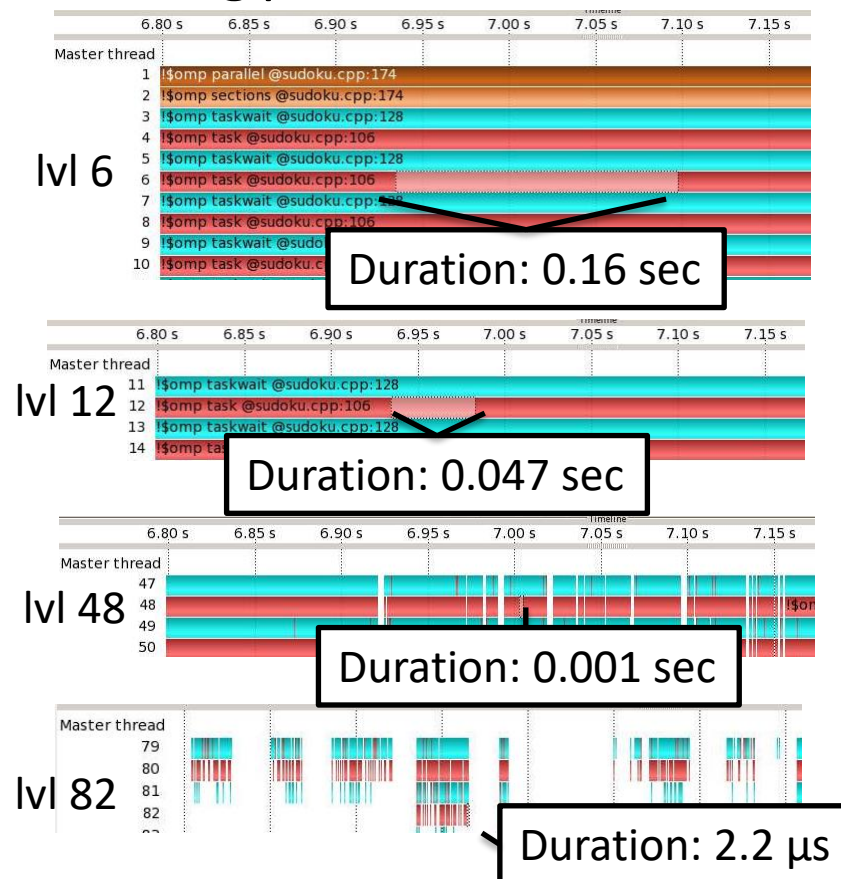 6.80 s 6.85 s 6.90 s 6.95 s 7.00 s 7.05 s 7.10 s 7.15 s
Master thread
1 !$omp parallel @sudoku.cpp:174
2 !$omp sections @sudoku.cpp:174
3 !$omp taskwait @sudoku.cpp:128
4 !$omp task @sudoku.cpp:106
5 !$omp taskwait @sudoku.cpp:128
lvl 6
6 !$omp task @sudoku.cpp:106
7 !$omp taskwait @sudoku.cpp:128
8 !$omp task @sudoku.cpp:106
9 !$omp taskwait @sudo
10 !$omp task @sudoku.c
Duration: 0.16 sec
Timeline
6.80 s 6.85 s 6.90 s 6.95 s 7.00 s 7.05 s 7.10 s 7.15 s
Master thread
lvl 12
11 !$omp taskwait @sudoku.cpp:128
12 !$omp task @sudoku.cpp:106
13 !$omp taskwait @sudoku.cpp:128
14 !$omp tas
Duration: 0.047 sec
Timeline
6.80 s 6.85 s 6.90 s 6.95 s 7.00 s 7.05 s 7.10 s 7.15 s
Master thread
47
lvl 48
48 !$on
49
50
Duration: 0.001 sec
Master thread
79
80
81
lvl 82
82
Duration: 2.2 µs